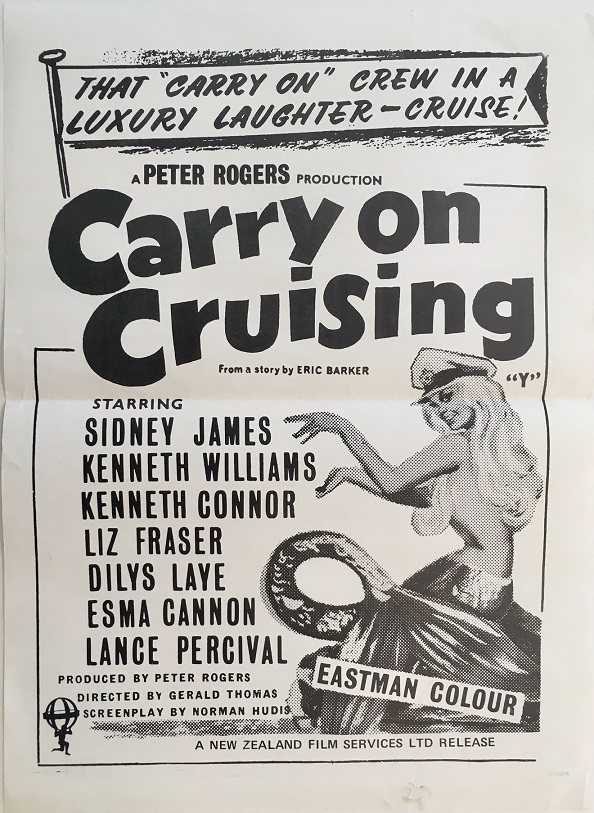 THAT "CARRY ON" CREW IN A
LUXURY LAUGHTER-CRUISE!
A PETER ROGERS PRODUCTION
Carry on
Cruising
From a story by ERIC BARKER
"Y"
STARRING
SIDNEY JAMES
KENNETH WILLIAMS
KENNETH CONNOR
LIZ FRASER
DILYS LAYE
ESMA CANNON
LANCE PERCIVAL
PRODUCED BY PETER ROGERS
DIRECTED BY GERALD THOMAS
SCREENPLAY BY NORMAN HUDIS
EASTMAN COLOUR
A NEW ZEALAND FILM SERVICES LTD RELEASE